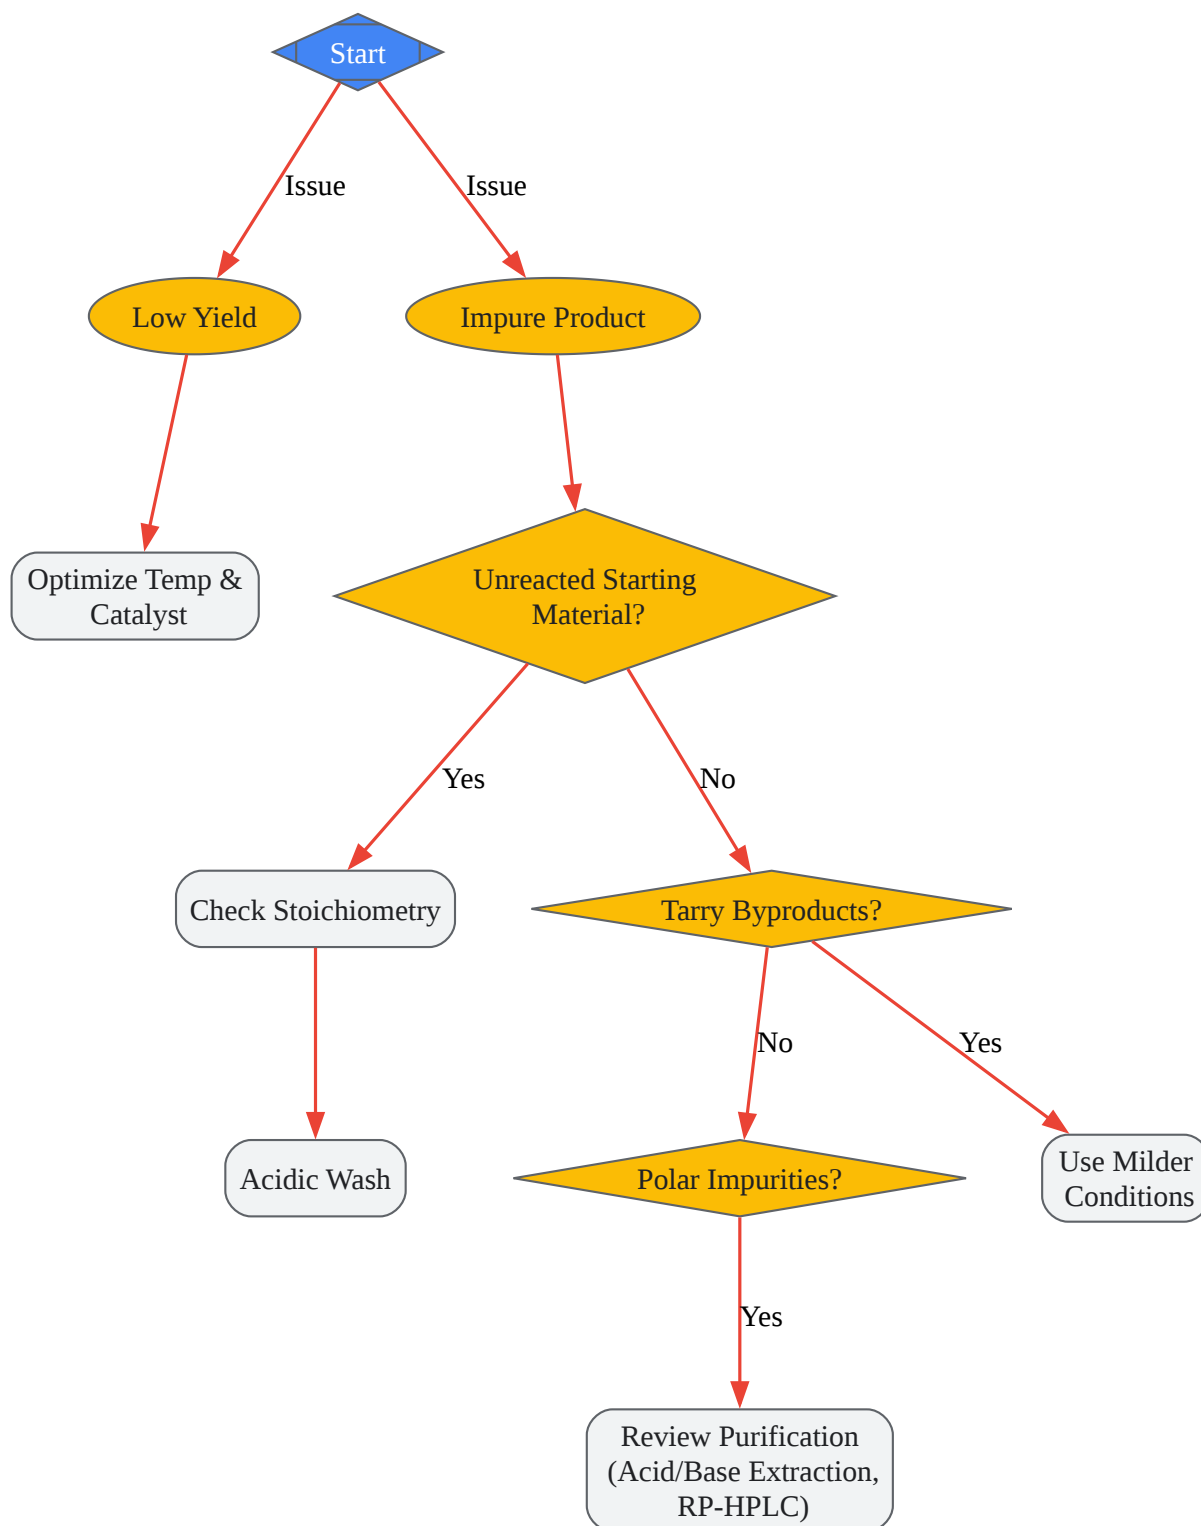 Start
Issue
Issue
Low Yield
Impure Product
Optimize Temp &
Catalyst
Unreacted Starting
Material?
Yes
No
Check Stoichiometry
Tarry Byproducts?
No
Yes
Acidic Wash
Polar Impurities?
Use Milder
Conditions
Yes
Review Purification
(Acid/Base Extraction,
RP-HPLC)